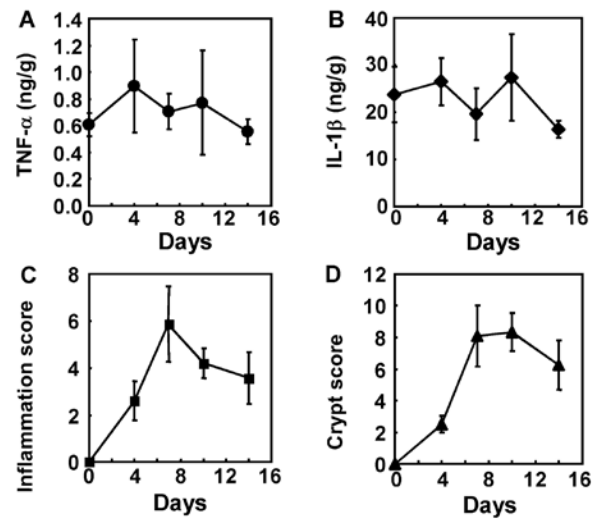 A
TNF-α (ng/g)
1.4
1.2
1.0
0.8
0.6
0.4
0.2
0.0
0 4 8 12 16
Days
B
IL-1β (ng/g)
40
30
20
10
0
0 4 8 12 16
Days
C
Inflammation score
8
6
4
2
0
0 4 8 12 16
Days
D
Crypt score
12
10
8
6
4
2
0
0 4 8 12 16
Days